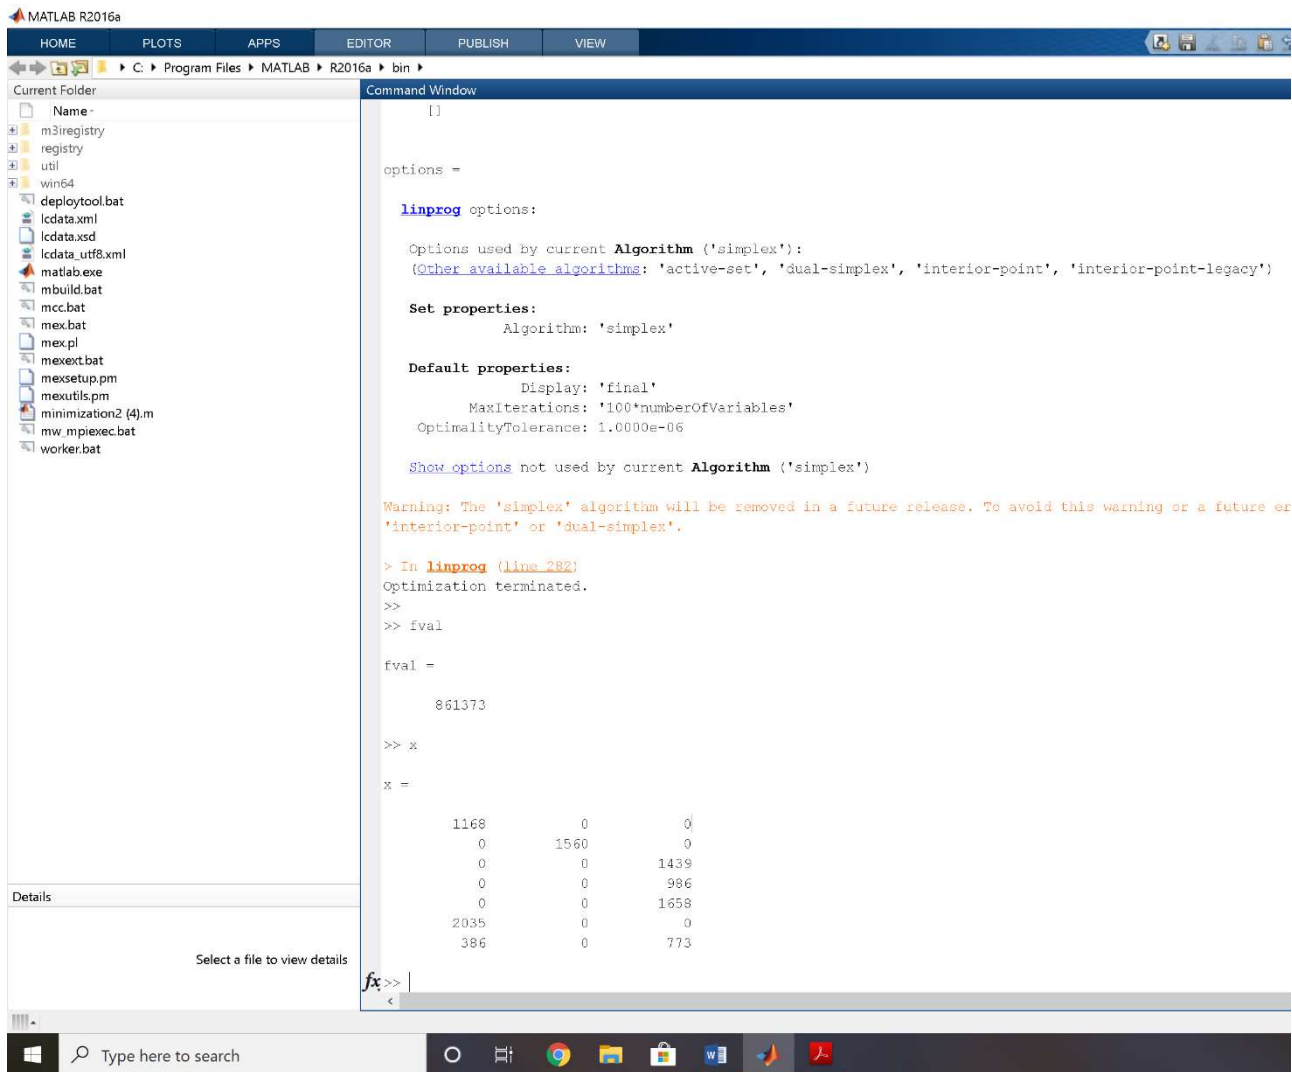 MATLAB R2016a
HOME PLOTS APPS EDITOR PUBLISH VIEW
C: Program Files MATLAB R2016a bin
Current Folder
Name
m3iregistry
registry
util
win64
deploytool.bat
lcdata.xml
lcdata.xsd
lcdata_utf8.xml
matlab.exe
mbuild.bat
mcc.bat
mex.bat
mex.pl
mexext.bat
mexsetup.pm
mexutils.pm
minimization2 (4).m
mw_mpiexec.bat
worker.bat
Details
Select a file to view details
Command Window
[]
options =
linprog options:
Options used by current Algorithm ('simplex'):
(Other available algorithms: 'active-set', 'dual-simplex', 'interior-point', 'interior-point-legacy')
Set properties:
Algorithm: 'simplex'
Default properties:
Display: 'final'
MaxIterations: '100*numberOfVariables'
OptimalityTolerance: 1.0000e-06
Show options not used by current Algorithm ('simplex')
Warning: The 'simplex' algorithm will be removed in a future release. To avoid this warning or a future er
'interior-point' or 'dual-simplex'.
> In linprog (line 282)
Optimization terminated.
>>
>> fval
fval =
861373
>> x
x =
1168 0 0
0 1560 0
0 0 1439
0 0 986
0 0 1658
2035 0 0
386 0 773
fx >>
Type here to search